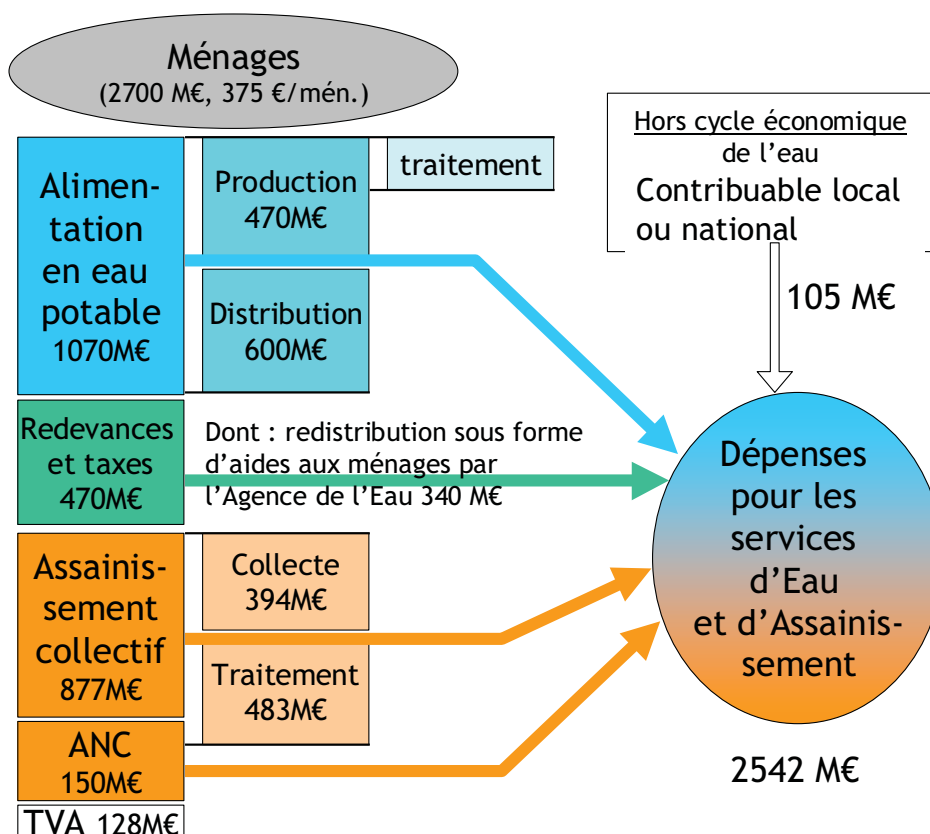 Ménages
(2700 M€, 375 €/mén.)
Alimen-
tation
en eau
potable
1070M€
Production
470M€
traitement
Distribution
600M€
Hors cycle économique
de l’eau
Contribuable local
ou national
105 M€
Redevances
et taxes
470M€
Dont : redistribution sous forme
d’aides aux ménages par
l’Agence de l’Eau 340 M€
Assainis-
sement
collectif
877M€
Collecte
394M€
Traitement
483M€
ANC
150M€
TVA 128M€
Dépenses
pour les
services
d’Eau
et d’Assainis-
sement
2542 M€